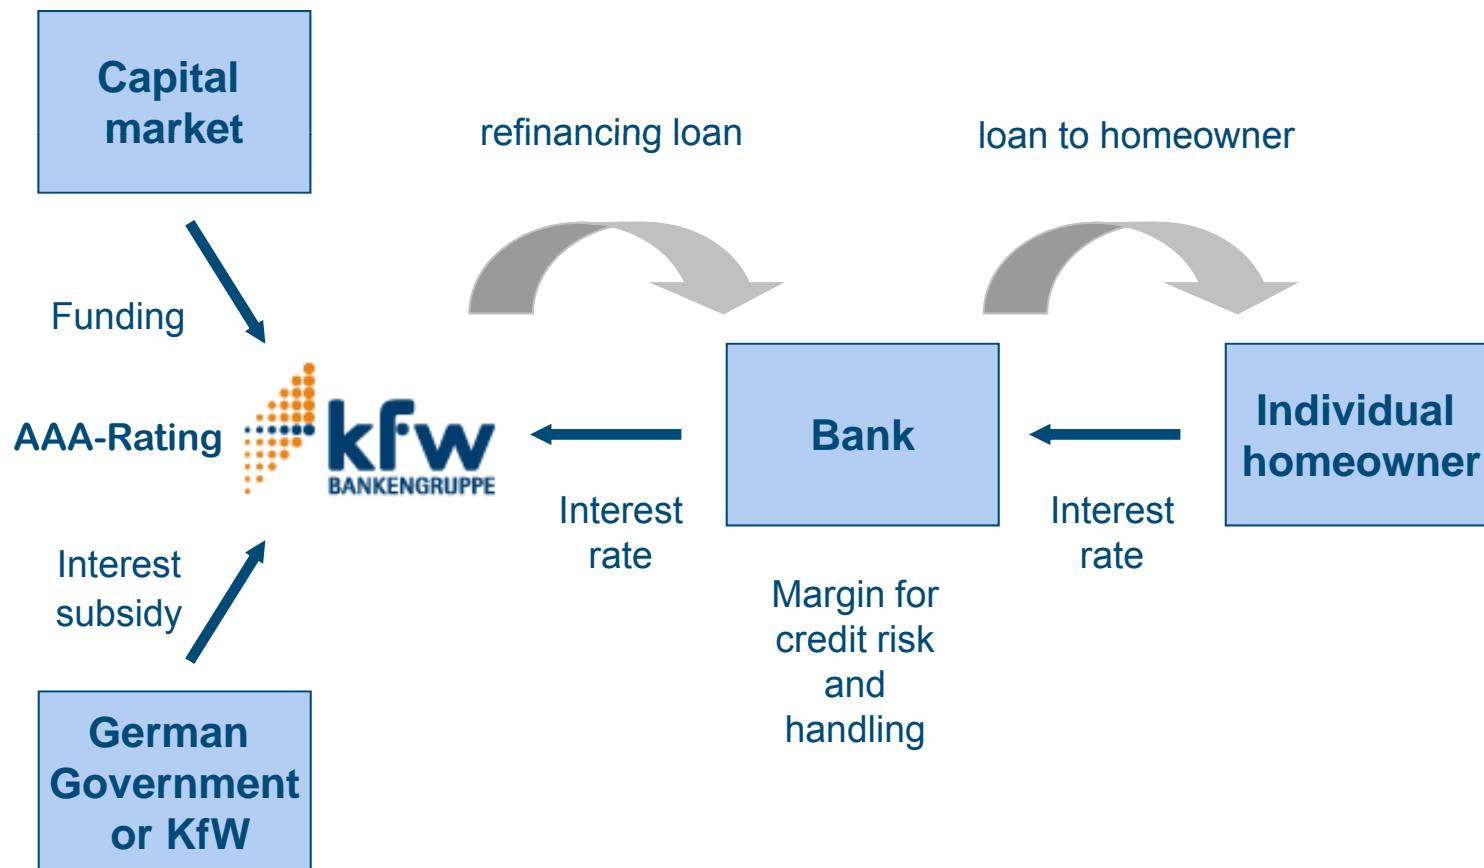 Capital
market
refinancing loan
loan to homeowner
Funding
AAA-Rating
kfw
BANKENGRUPPE
Bank
Individual
homeowner
Interest
rate
Interest
rate
Interest
subsidy
Margin for
credit risk
and
handling
German
Government
or KfW